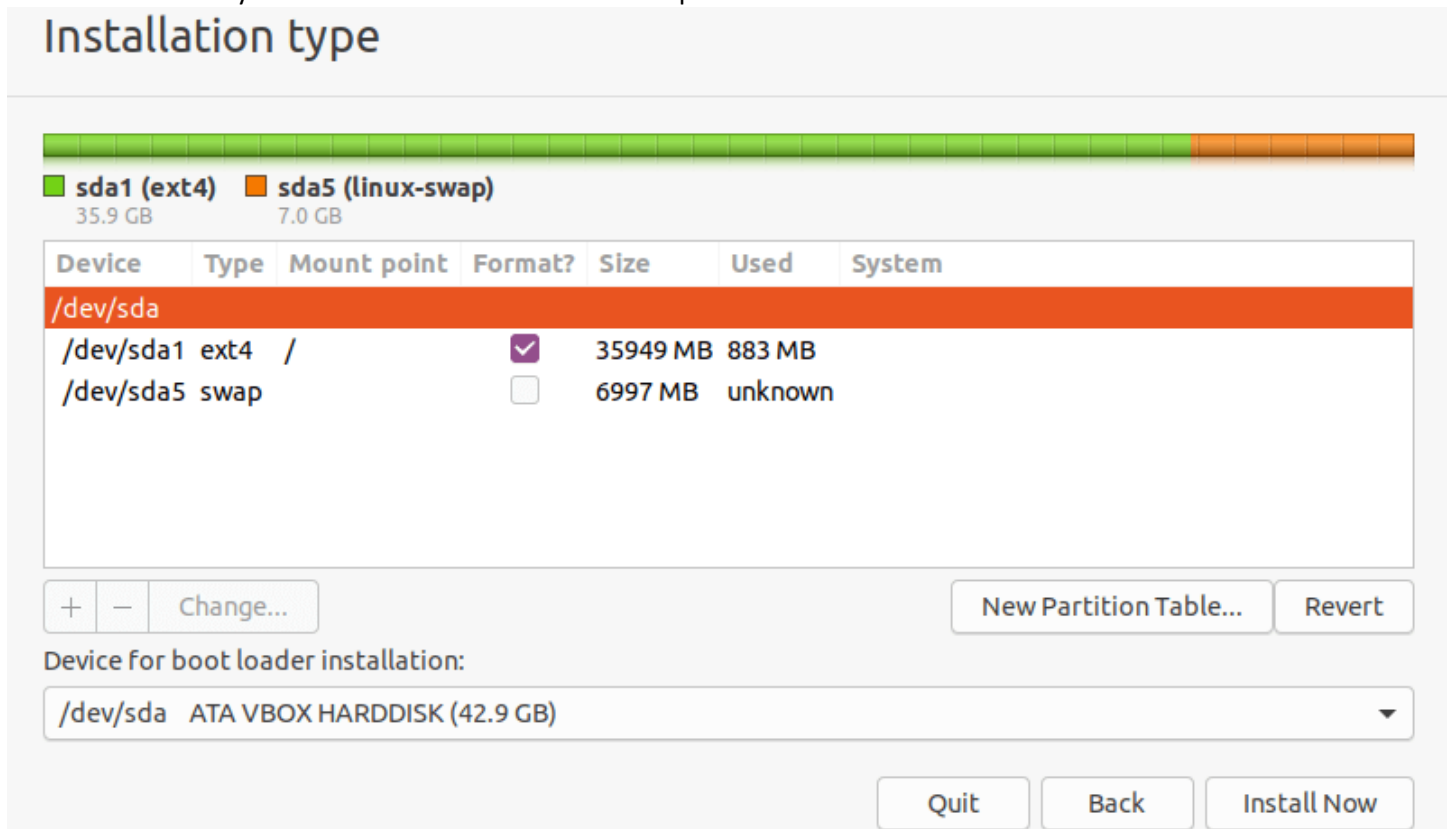 Installation type
sda1 (ext4) sda5 (linux-swap)
35.9 GB 7.0 GB
Device Type Mount point Format? Size Used System
/dev/sda
/dev/sda1 ext4 / 35949 MB 883 MB
/dev/sda5 swap 6997 MB unknown
+ − Change... New Partition Table... Revert
Device for boot loader installation:
/dev/sda ATA VBOX HARDDISK (42.9 GB)
Quit Back Install Now